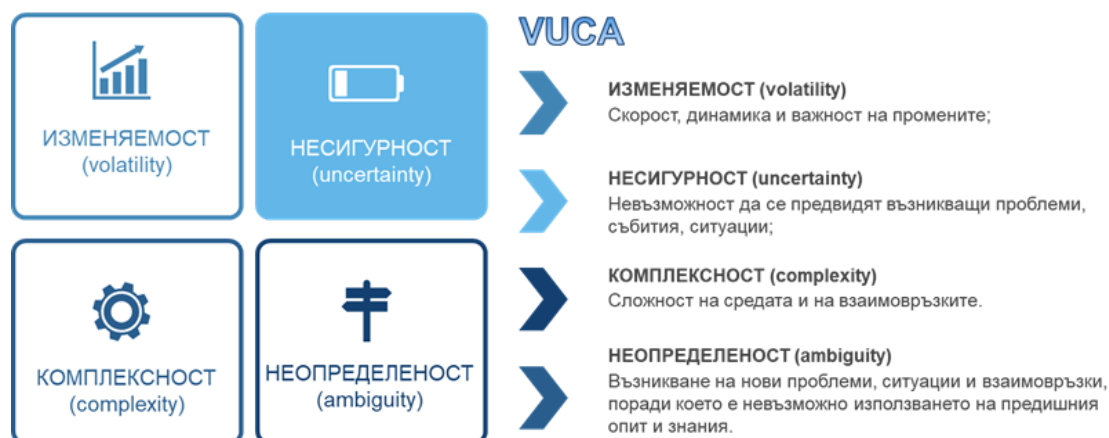 ИЗМЕНЯЕМОСТ
(volatility)
НЕСИГУРНОСТ
(uncertainty)
КОМПЛЕКСНОСТ
(complexity)
НЕОПРЕДЕЛЕНОСТ
(ambiguity)
VUCA
ИЗМЕНЯЕМОСТ (volatility)
Скорост, динамика и важност на промените;
НЕСИГУРНОСТ (uncertainty)
Невъзможност да се предвидят възникващи проблеми,
събития, ситуации;
КОМПЛЕКСНОСТ (complexity)
Сложност на средата и на взаимовръзките.
НЕОПРЕДЕЛЕНОСТ (ambiguity)
Възникване на нови проблеми, ситуации и взаимовръзки,
поради което е невъзможно използването на предишния
опит и знания.